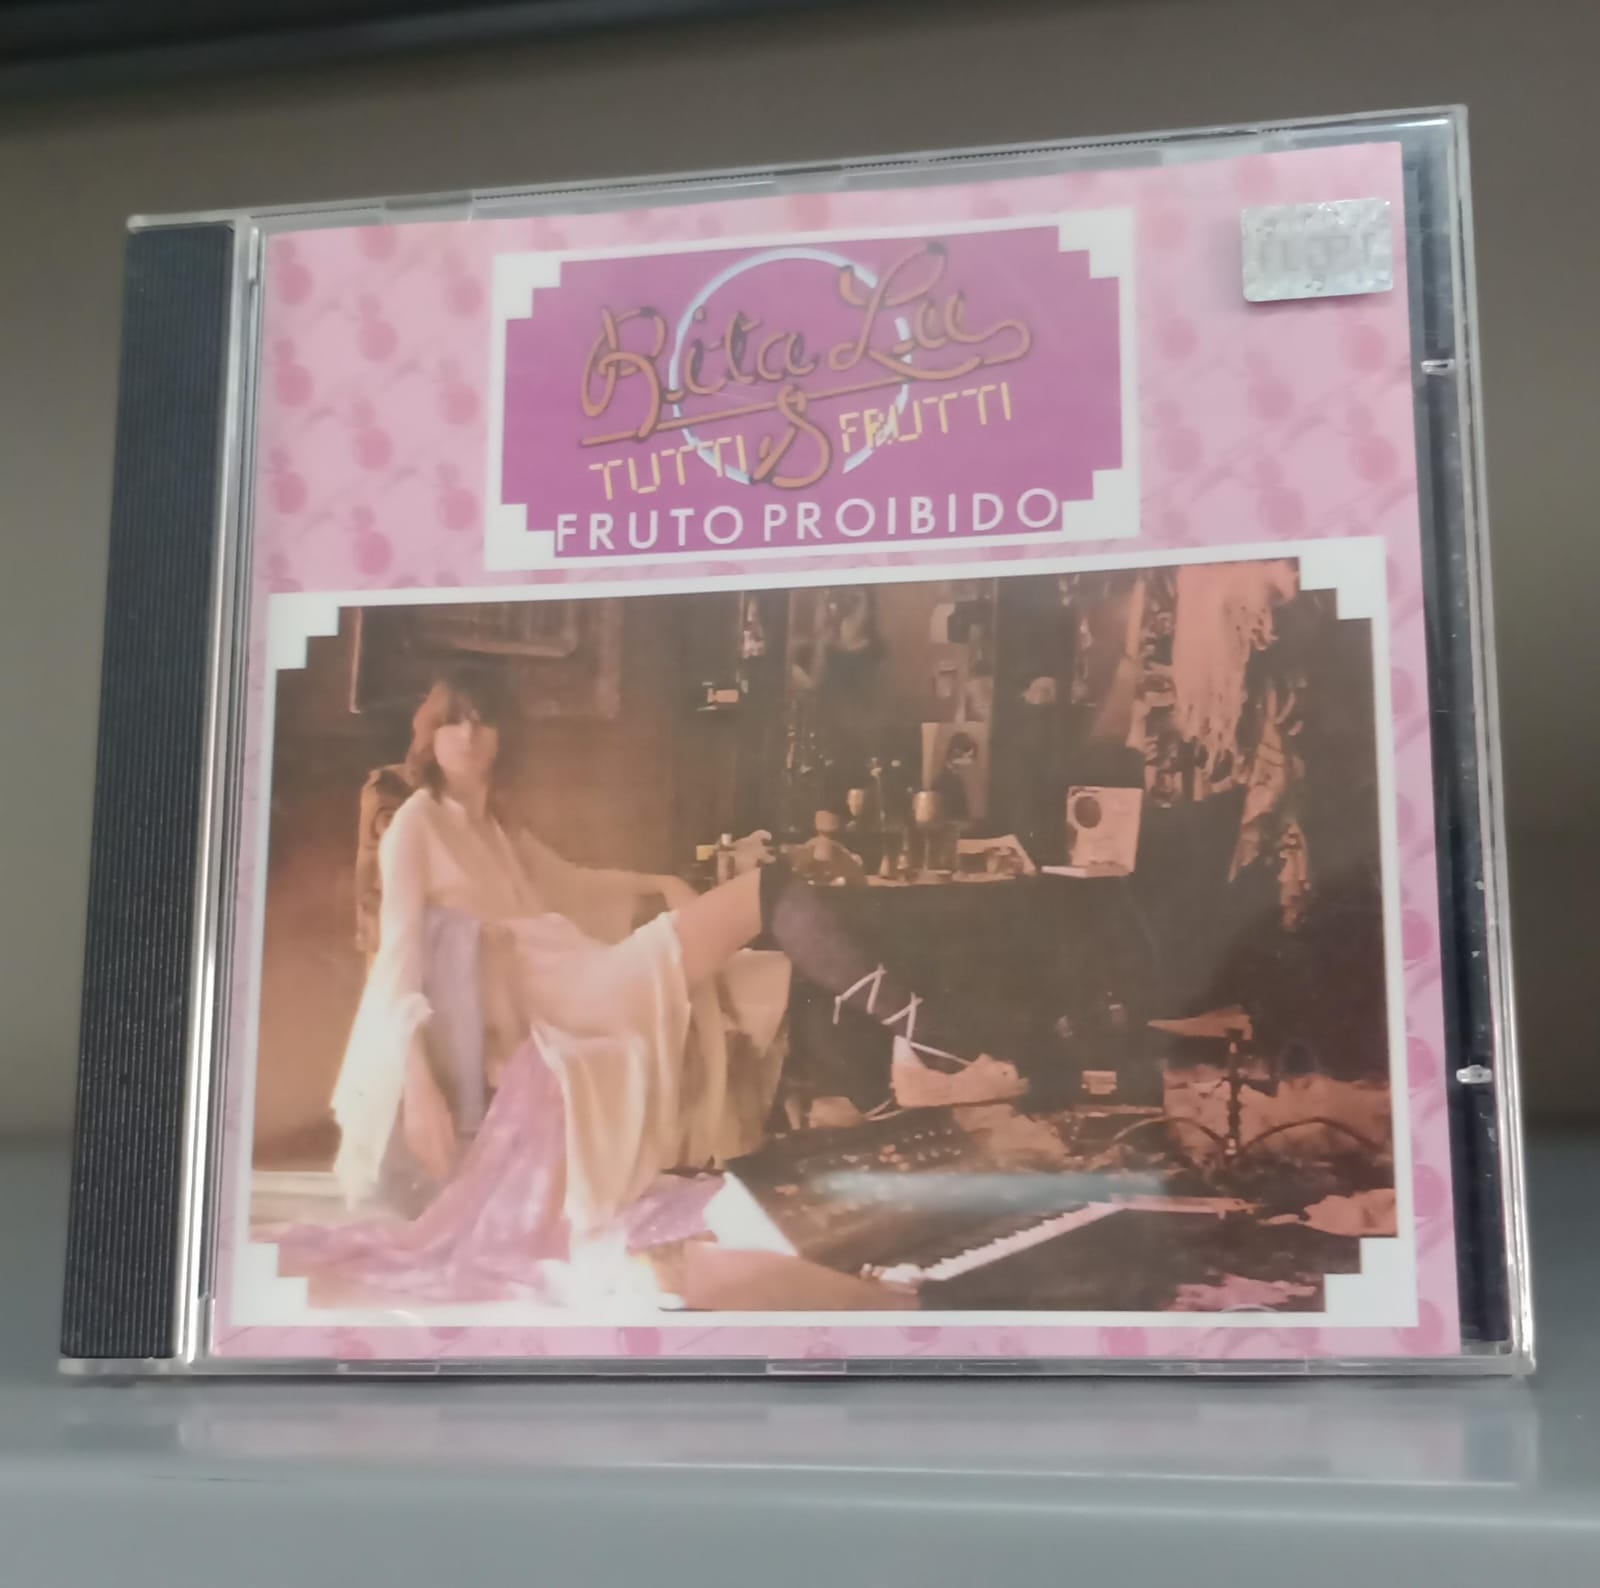 Rita Lee
& TUTTI FRUTTI
FRUTO PROIBIDO